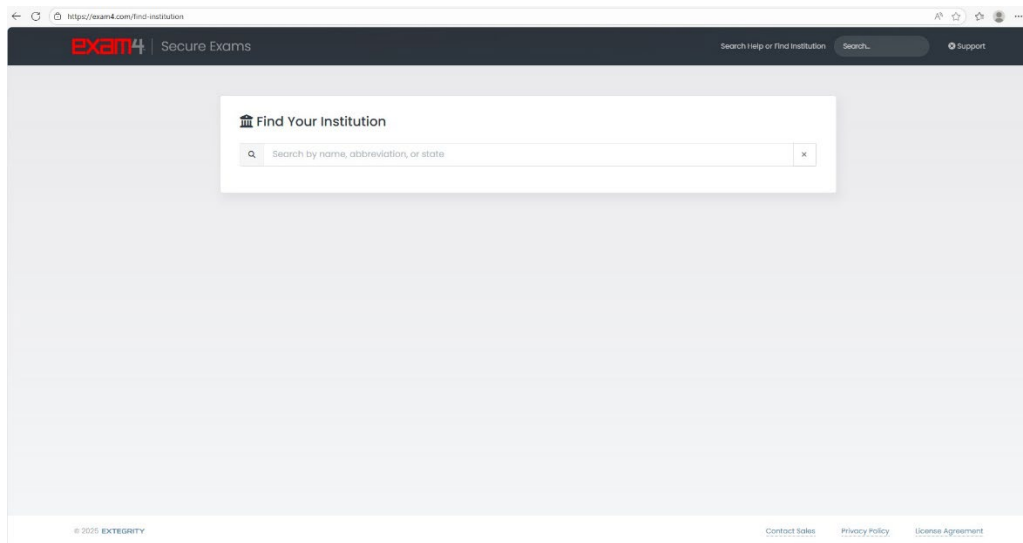 https://exam4.com/find-institution
exam4 | Secure Exams
Search Help or Find Institution
Search...
Support
Find Your Institution
Search by name, abbreviation, or state
© 2025 EXTEGRITY
Contact Sales
Privacy Policy
License Agreement